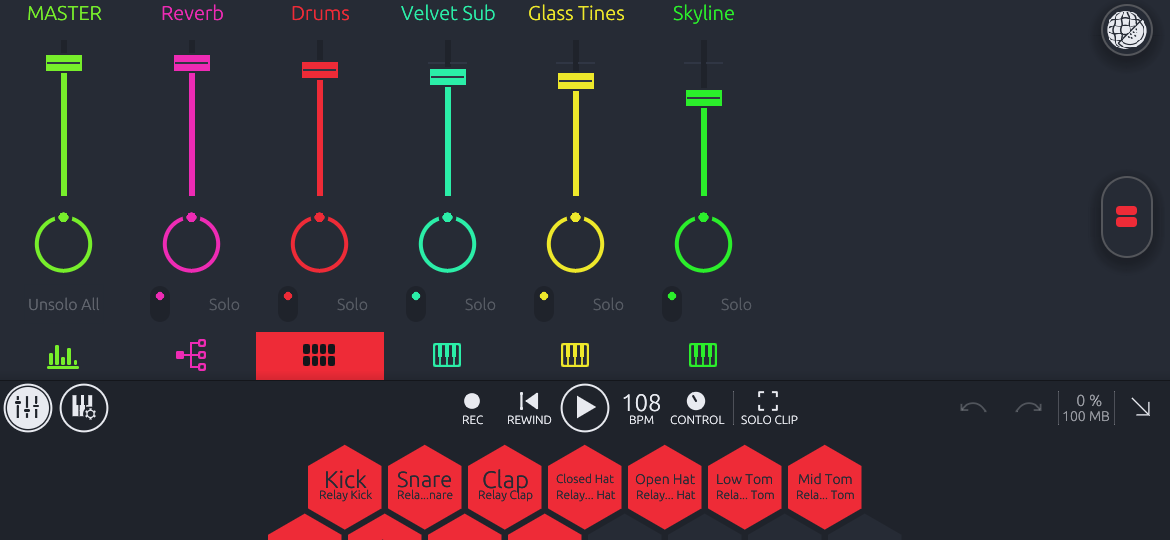 MASTER Reverb Drums Velvet Sub Glass Tines Skyline
Unsolo All Solo Solo Solo Solo Solo
REC REWIND 108 BPM CONTROL SOLO CLIP 0 % 100 MB
Kick Snare Clap Closed Hat Open Hat Low Tom Mid Tom
Relay Kick Rela...nare Relay Clap Relay... Hat Relay... Hat Rela... Tom Rela... Tom